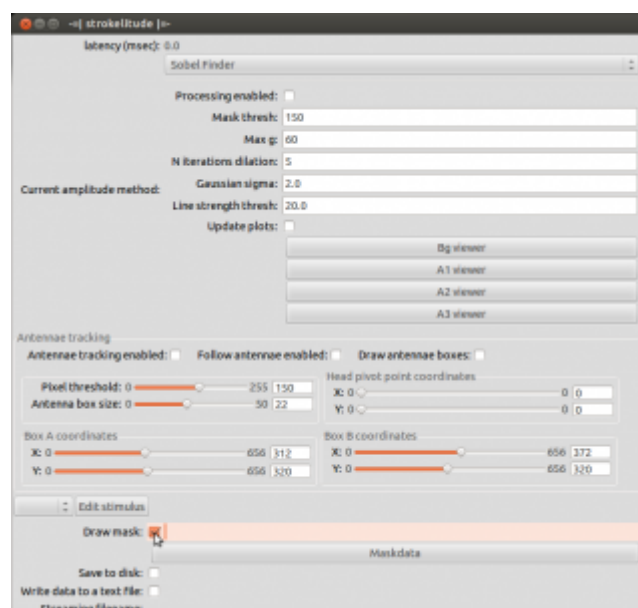 -=| strokelitude |=-
latency (msec): 0.0
Sobel Finder
Processing enabled:
Mask thresh: 150
Max g: 60
N iterations dilation: 5
Current amplitude method:
Gaussian sigma: 2.0
Line strength thresh: 20.0
Update plots:
Bg viewer
A1 viewer
A2 viewer
A3 viewer
Antennae tracking
Antennae tracking enabled: Follow antennae enabled: Draw antennae boxes:
Head pivot point coordinates
Pixel threshold: 0 255 150 X: 0 0 0
Antenna box size: 0 50 22 Y: 0 0 0
Box A coordinates Box B coordinates
X: 0 656 312 X: 0 656 372
Y: 0 656 320 Y: 0 656 320
Edit stimulus
Draw mask:
Maskdata
Save to disk:
Write data to a text file:
Streaming filename: